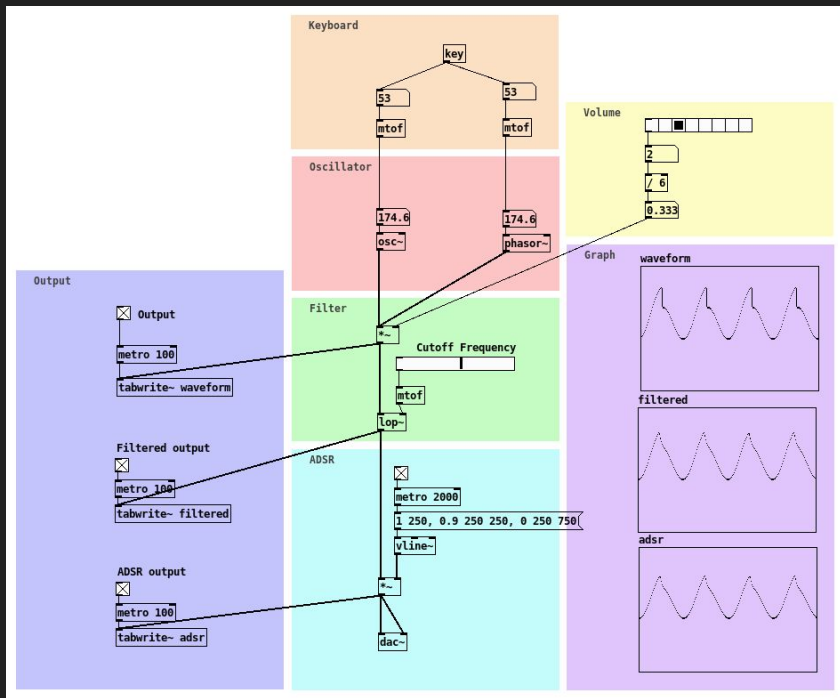 Keyboard
key
53
53
mtof
mtof
Oscillator
174.6
174.6
osc~
phasor~
Volume
2
/ 6
0.333
Filter
*~
Cutoff Frequency
mtof
lop~
ADSR
metro 2000
1 250, 0.9 250 250, 0 250 750
vline~
*~
dac~
Output
Output
metro 100
tabwrite~ waveform
Filtered output
metro 100
tabwrite~ filtered
ADSR output
metro 100
tabwrite~ adsr
Graph
waveform
filtered
adsr